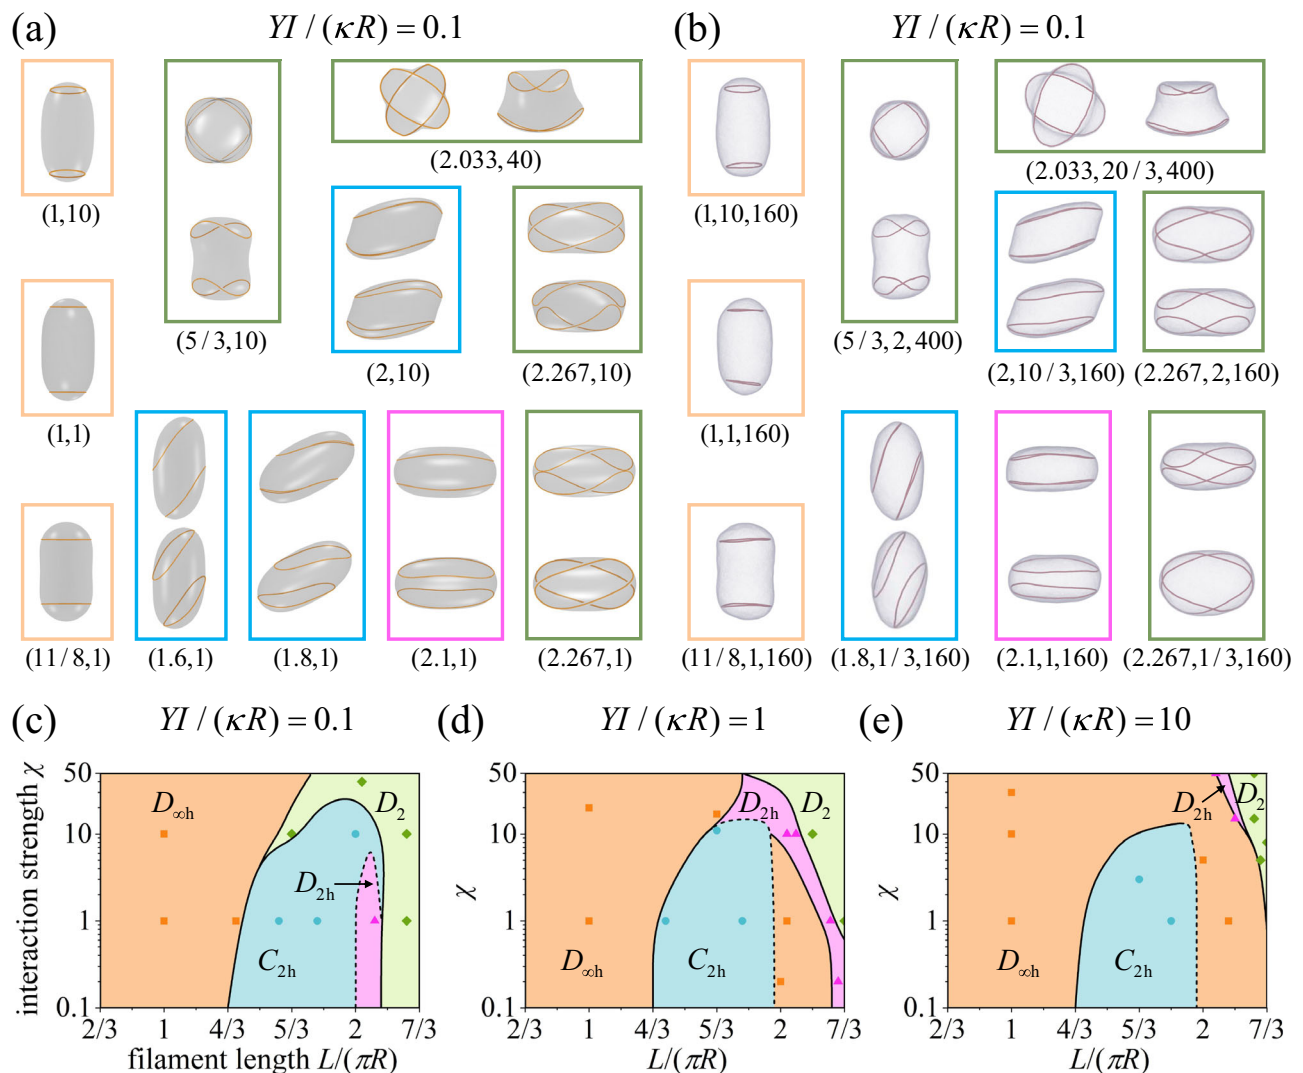 (a) YI / (κR) = 0.1
(1,10)
(5 / 3,10)
(2.033,40)
(2,10)
(2.267,10)
(1,1)
(11 / 8,1)
(1.6,1)
(1.8,1)
(2.1,1)
(2.267,1)
(b) YI / (κR) = 0.1
(1,10,160)
(5 / 3,2,400)
(2.033,20 / 3,400)
(2,10 / 3,160)
(2.267,2,160)
(1,1,160)
(11 / 8,1,160)
(1.8,1 / 3,160)
(2.1,1,160)
(2.267,1 / 3,160)
(c) YI / (κR) = 0.1
interaction strength χ
50
10
1
0.1
D∞h
D2
D2h
C2h
2/3 1 4/3 5/3 2 7/3
filament length L/(πR)
(d) YI / (κR) = 1
χ
50
10
1
0.1
D2h
D2
D∞h
C2h
2/3 1 4/3 5/3 2 7/3
L/(πR)
(e) YI / (κR) = 10
χ
50
10
1
0.1
D2h
D2
D∞h
C2h
2/3 1 4/3 5/3 2 7/3
L/(πR)